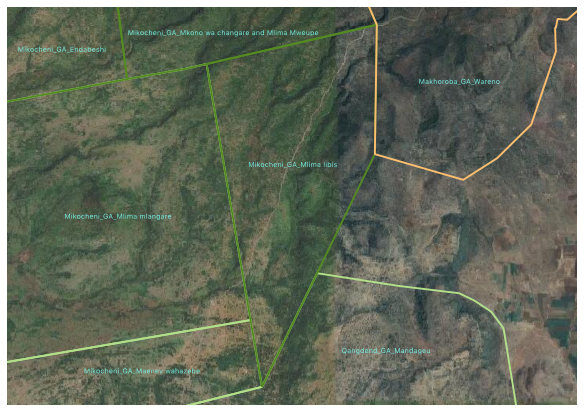 Mikocheni_GA_Mkono wa changare and Mlima Mweupe
Mikocheni_GA_Endabeshi
Makhoroba_GA_Wareno
Mikocheni_GA_Mlima libis
Mikocheni_GA_Mlima mlangare
Qangdend_GA_Mandageu